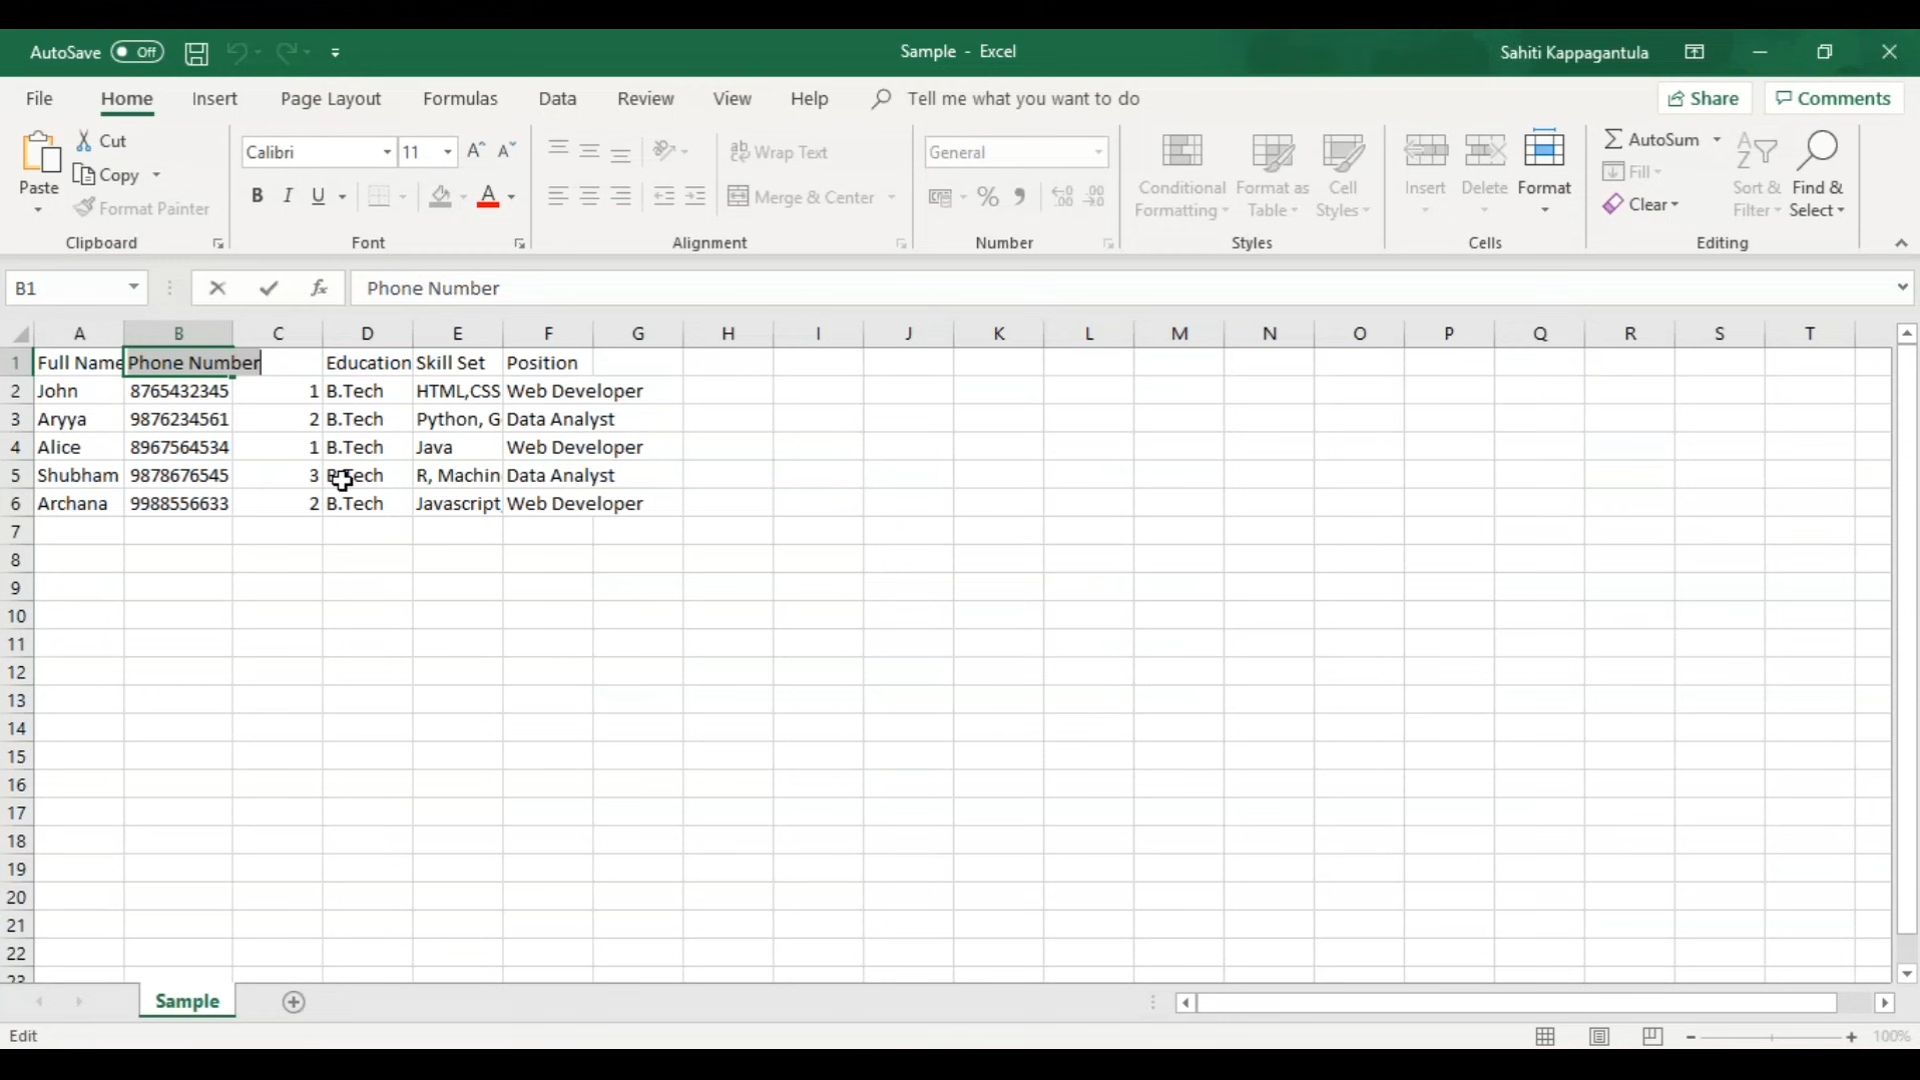 AutoSave Off Sample - Excel Sahiti Kappagantula
File Home Insert Page Layout Formulas Data Review View Help Tell me what you want to do Share Comments
Cut
Copy
Format Painter
Paste
Clipboard
Calibri 11
B I U A
Font
ab Wrap Text
Merge & Center
Alignment
General
% 9 .00 .00
Number
Conditional Formatting
Format as Table
Cell Styles
Styles
Insert Delete Format
Cells
AutoSum
Fill
Clear
Sort & Filter
Find & Select
Editing
B1 fx Phone Number
A B C D E F G H I J K L M N O P Q R S T
1 Full Name Phone Number Education Skill Set Position
2 John 8765432345 1 B.Tech HTML,CSS Web Developer
3 Aryya 9876234561 2 B.Tech Python, G Data Analyst
4 Alice 8967564534 1 B.Tech Java Web Developer
5 Shubham 9878676545 3 B.Tech R, Machin Data Analyst
6 Archana 9988556633 2 B.Tech Javascript Web Developer
7
8
9
10
11
12
13
14
15
16
17
18
19
20
21
22
23
Sample
Edit 100%